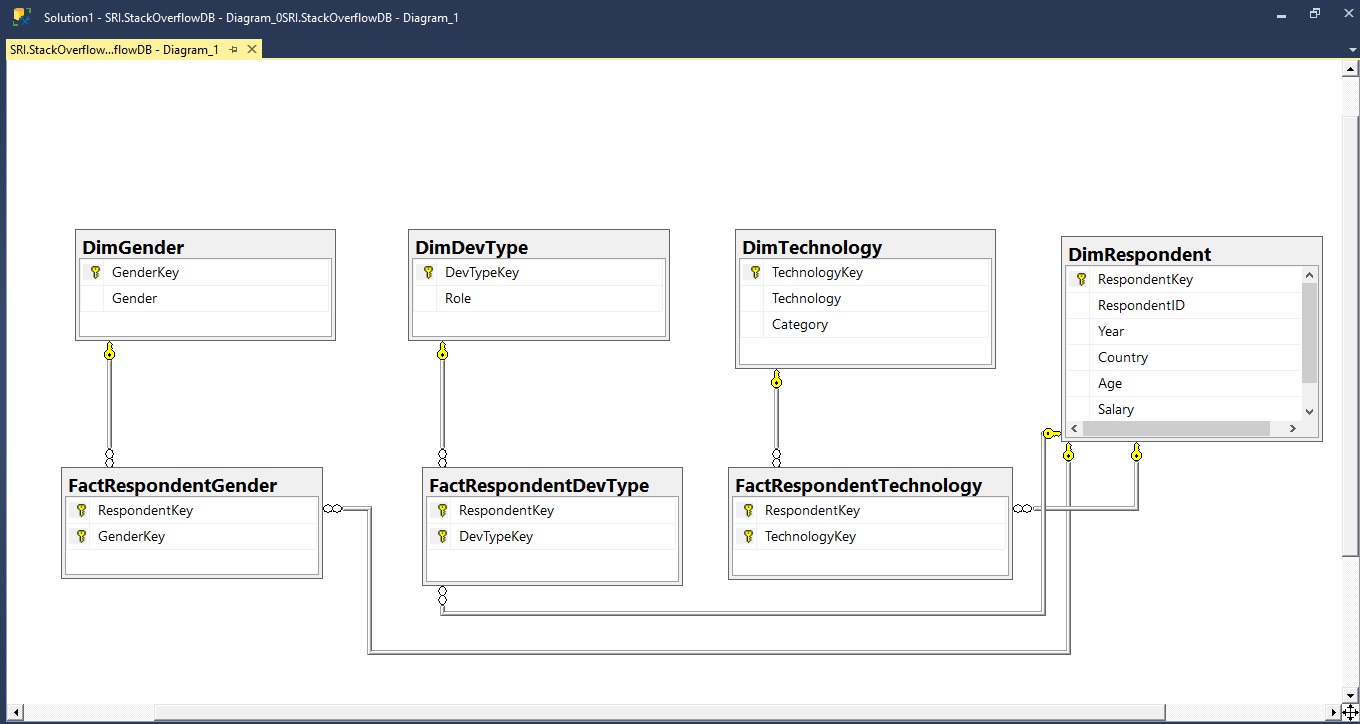 Solution1 - SRI.StackOverflowDB - Diagram_0SRI.StackOverflowDB - Diagram_1
SRI.StackOverflow...flowDB - Diagram_1
DimGender
GenderKey
Gender
DimDevType
DevTypeKey
Role
DimTechnology
TechnologyKey
Technology
Category
DimRespondent
RespondentKey
RespondentID
Year
Country
Age
Salary
FactRespondentGender
RespondentKey
GenderKey
FactRespondentDevType
RespondentKey
DevTypeKey
FactRespondentTechnology
RespondentKey
TechnologyKey